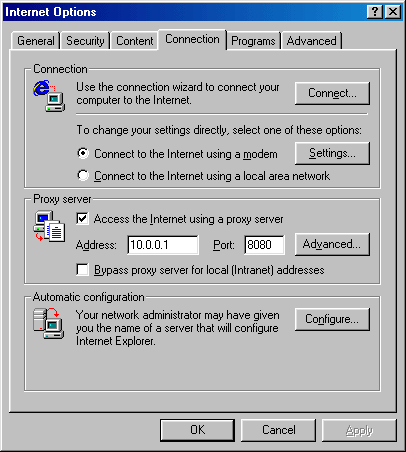 Internet Options
General Security Content Connection Programs Advanced
Connection
Use the connection wizard to connect your
computer to the Internet.
Connect...
To change your settings directly, select one of these options:
Connect to the Internet using a modem
Settings...
Connect to the Internet using a local area network
Proxy server
Access the Internet using a proxy server
Address: 10.0.0.1 Port: 8080 Advanced...
Bypass proxy server for local (Intranet) addresses
Automatic configuration
Your network administrator may have given
you the name of a server that will configure
Internet Explorer.
Configure...
OK Cancel Apply